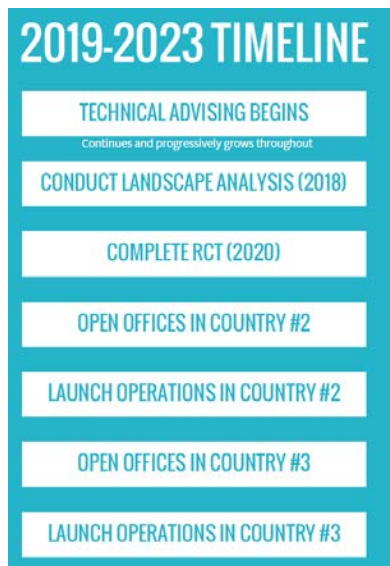 2019-2023 TIMELINE
TECHNICAL ADVISING BEGINS
Continues and progressively grows throughout
CONDUCT LANDSCAPE ANALYSIS (2018)
COMPLETE RCT (2020)
OPEN OFFICES IN COUNTRY #2
LAUNCH OPERATIONS IN COUNTRY #2
OPEN OFFICES IN COUNTRY #3
LAUNCH OPERATIONS IN COUNTRY #3